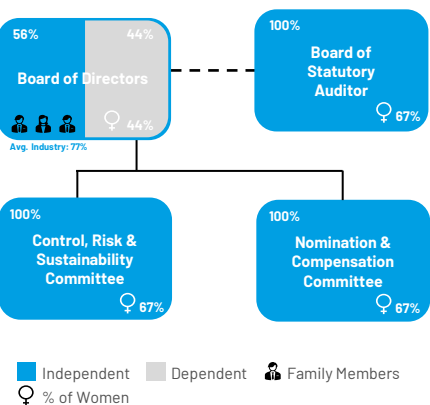 56% 44%
Board of Directors
44%
Avg. Industry: 77%
100%
Board of
Statutory
Auditor
67%
100%
Control, Risk &
Sustainability
Committee
67%
100%
Nomination &
Compensation
Committee
67%
Independent Dependent Family Members
% of Women